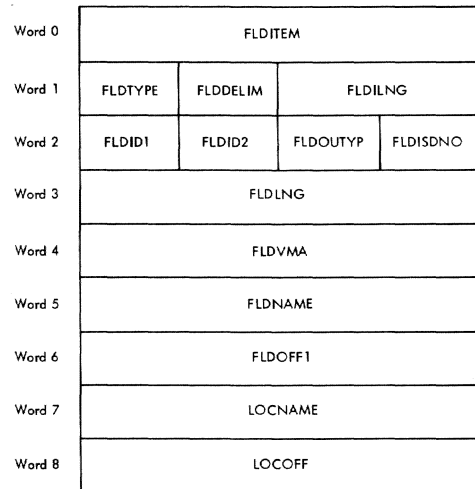 Word 0 FLDITEM
Word 1 FLDTYPE FLDDELIM FLDILNG
Word 2 FLDID1 FLDID2 FLDOUTYP FLDISDNO
Word 3 FLDLNG
Word 4 FLDVMA
Word 5 FLDNAME
Word 6 FLDOFF1
Word 7 LOCNAME
Word 8 LOCOFF